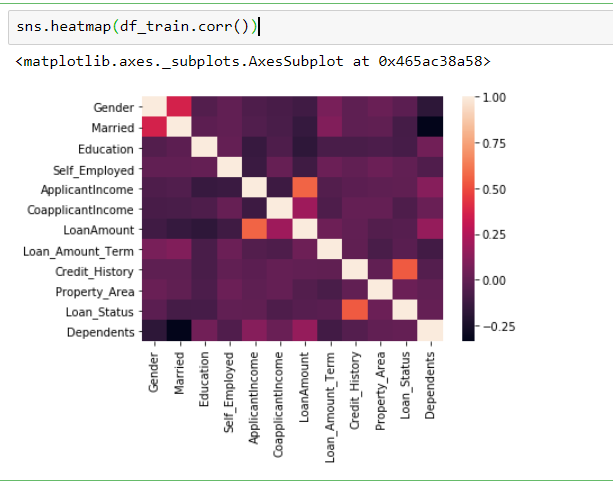 sns.heatmap(df_train.corr())
<matplotlib.axes._subplots.AxesSubplot at 0x465ac38a58>
Gender
Married
Education
Self_Employed
ApplicantIncome
CoapplicantIncome
LoanAmount
Loan_Amount_Term
Credit_History
Property_Area
Loan_Status
Dependents
Gender
Married
Education
Self_Employed
ApplicantIncome
CoapplicantIncome
LoanAmount
Loan_Amount_Term
Credit_History
Property_Area
Loan_Status
Dependents
1.00
0.75
0.50
0.25
0.00
−0.25